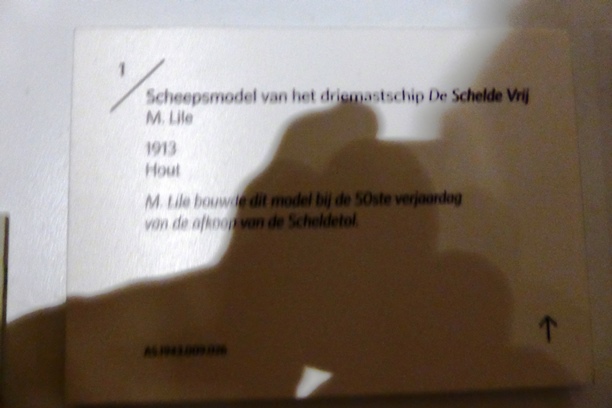 1
Scheepsmodel van het driemastschip De Schelde Vrij
M. Lile
1913
Hout
M. Lile bouwde dit model bij de 50ste verjaardag
van de afkoop van de Scheldetol.